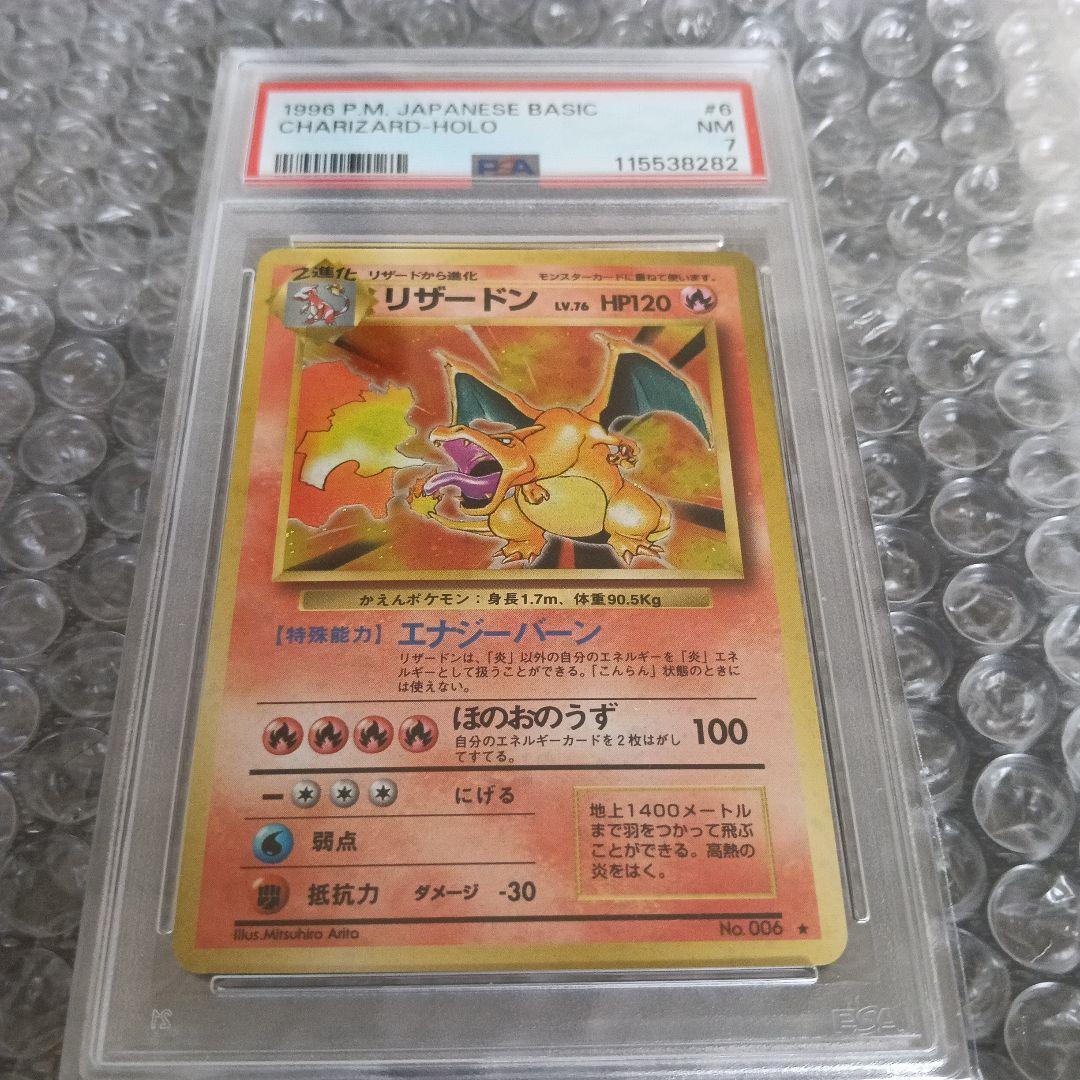 1996 P.M. JAPANESE BASIC #6
CHARIZARD-HOLO NM
7
PSA 115538282
2進化 リザードから進化 モンスターカードに重ねて使います。
リザードン LV.76 HP120
かえんポケモン：身長1.7m、体重90.5Kg
【特殊能力】エナジーバーン
リザードンは、「炎」以外の自分のエネルギーを「炎」エネ
ルギーとして扱うことができる。「こんらん」状態のときに
は使えない。
ほのおのうず 100
自分のエネルギーカードを2枚はがし
てすてる。
にげる
弱点
抵抗力 ダメージ -30
地上1400メートル
まで羽をつかって飛ぶ
ことができる。高熱の
炎をはく。
Illus.Mitsuhiro Arita No. 006 ★